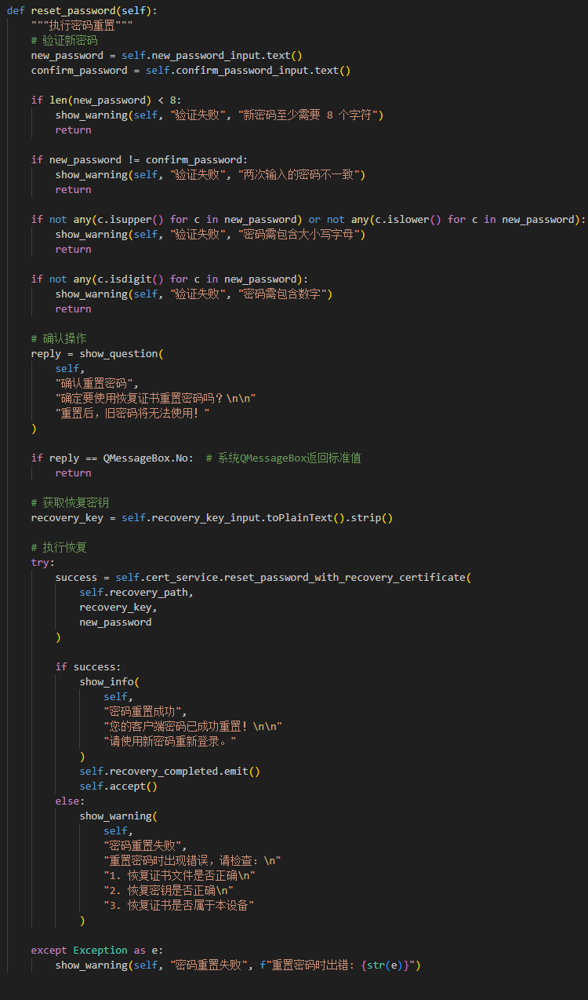 def reset_password(self):
    """执行密码重置"""
    # 验证新密码
    new_password = self.new_password_input.text()
    confirm_password = self.confirm_password_input.text()

    if len(new_password) < 8:
        show_warning(self, "验证失败", "新密码至少需要 8 个字符")
        return

    if new_password != confirm_password:
        show_warning(self, "验证失败", "两次输入的密码不一致")
        return

    if not any(c.isupper() for c in new_password) or not any(c.islower() for c in new_password):
        show_warning(self, "验证失败", "密码需包含大小写字母")
        return

    if not any(c.isdigit() for c in new_password):
        show_warning(self, "验证失败", "密码需包含数字")
        return

    # 确认操作
    reply = show_question(
        self,
        "确认重置密码",
        "确定要使用恢复证书重置密码吗？\n\n"
        "重置后，旧密码将无法使用！"
    )

    if reply == QMessageBox.No:  # 系统QMessageBox返回标准值
        return

    # 获取恢复密钥
    recovery_key = self.recovery_key_input.toPlainText().strip()

    # 执行恢复
    try:
        success = self.cert_service.reset_password_with_recovery_certificate(
            self.recovery_path,
            recovery_key,
            new_password
        )

        if success:
            show_info(
                self,
                "密码重置成功",
                "您的客户端密码已成功重置！\n\n"
                "请使用新密码重新登录。"
            )
            self.recovery_completed.emit()
            self.accept()
        else:
            show_warning(
                self,
                "密码重置失败",
                "重置密码时出现错误，请检查：\n"
                "1. 恢复证书文件是否正确\n"
                "2. 恢复密钥是否正确\n"
                "3. 恢复证书是否属于本设备"
            )

    except Exception as e:
        show_warning(self, "密码重置失败", f"重置密码时出错: {str(e)}")